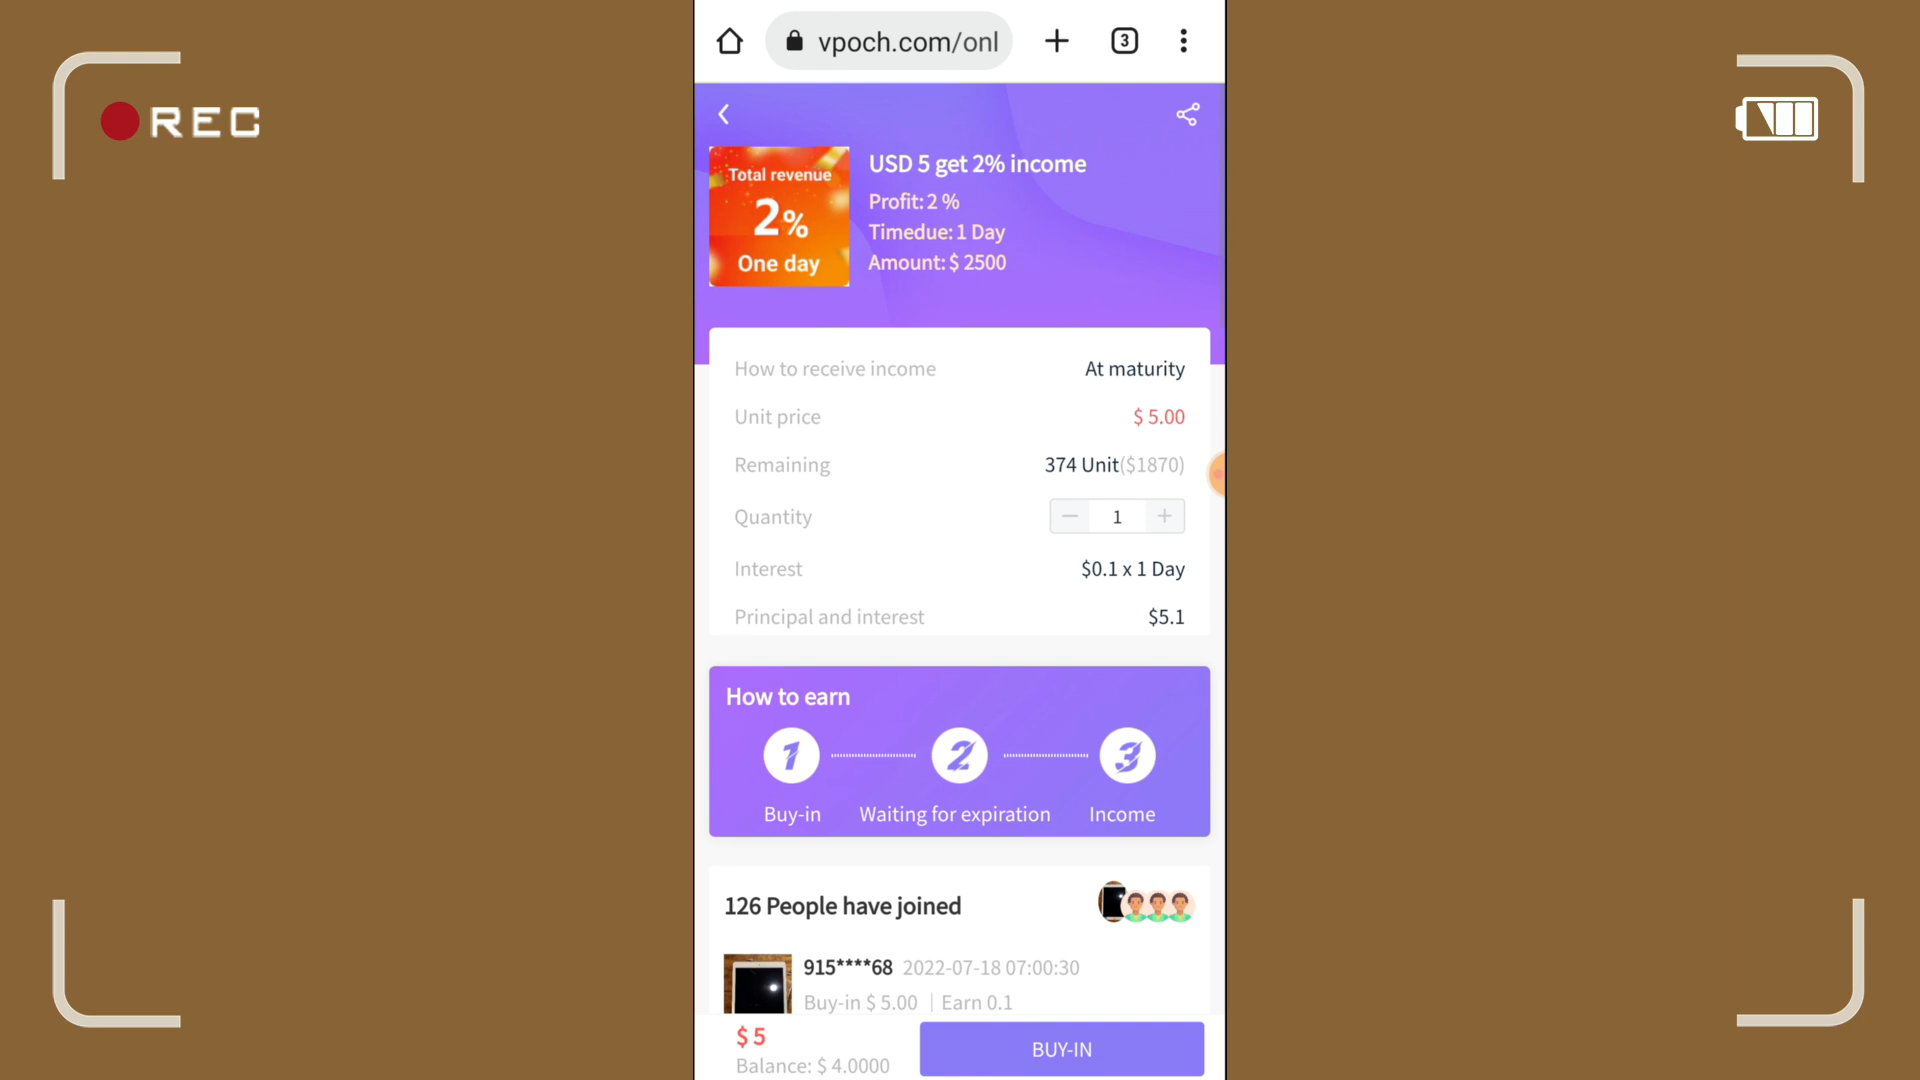 REC
3
vpoch.com/onl
Total revenue
2%
One day
USD 5 get 2% income
Profit: 2 %
Timedue: 1 Day
Amount: $ 2500
How to receive income At maturity
Unit price $ 5.00
Remaining 374 Unit($1870)
Quantity 1
Interest $0.1 x 1 Day
Principal and interest $5.1
How to earn
1 2 3
Buy-in Waiting for expiration Income
126 People have joined
915****68 2022-07-18 07:00:30
Buy-in $ 5.00 | Earn 0.1
$ 5
Balance: $ 4.0000
BUY-IN